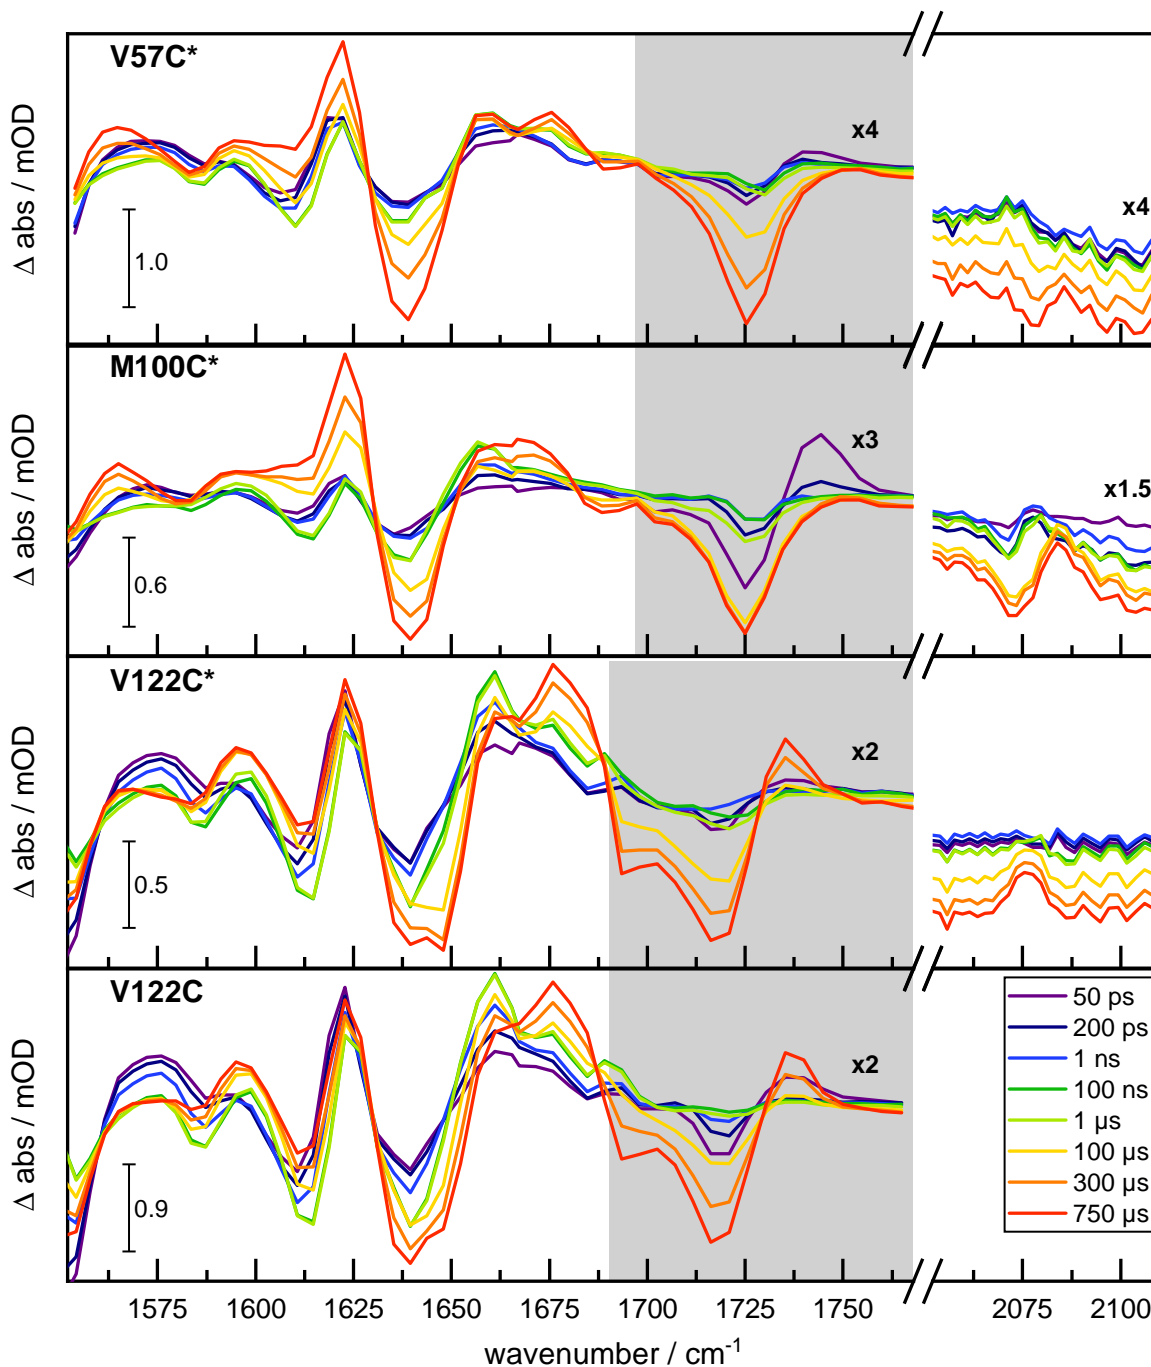 V57C*
x4
x4
1.0
Δ abs / mOD
M100C*
x3
x1.5
0.6
Δ abs / mOD
V122C*
x2
0.5
Δ abs / mOD
V122C
x2
0.9
Δ abs / mOD
50 ps
200 ps
1 ns
100 ns
1 µs
100 µs
300 µs
750 µs
1575 1600 1625 1650 1675 1700 1725 1750 2075 2100
wavenumber / cm⁻¹